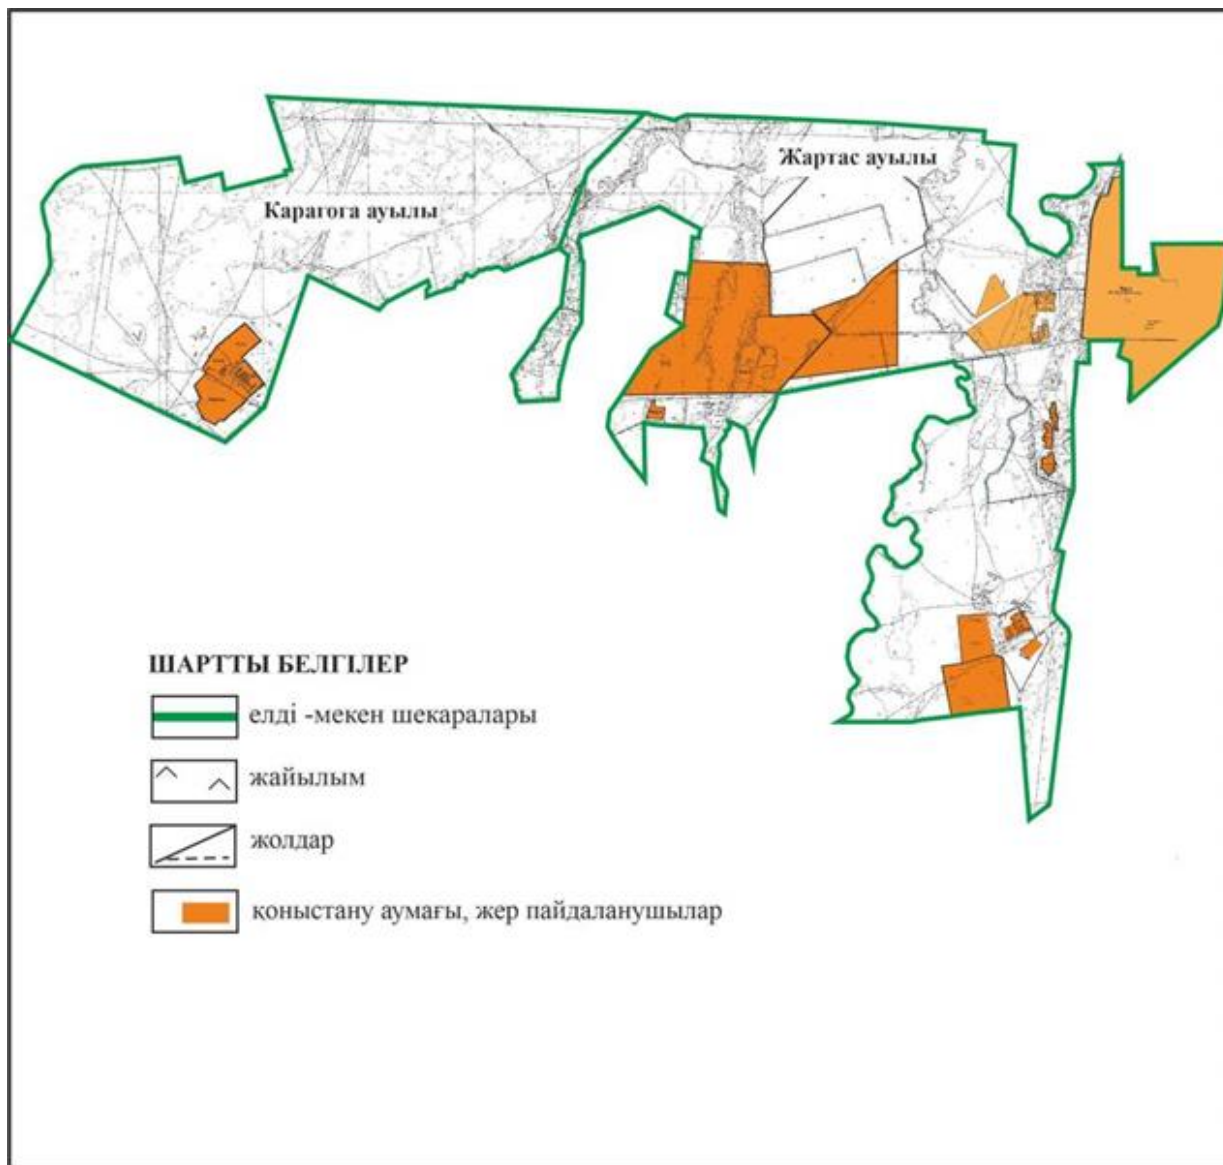 Жартас ауылы
Карагога ауылы
ШАРТТЫ БЕЛГІЛЕР
елді -мекен шекаралары
жайылым
жолдар
қоныстану аумағы, жер пайдаланушылар